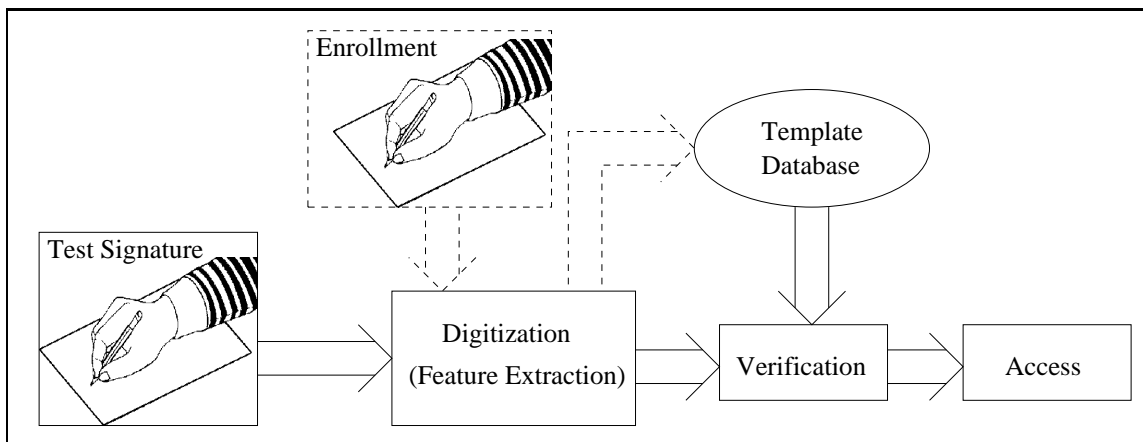 Enrollment
Template
Database
Test Signature
Digitization
(Feature Extraction)
Verification
Access